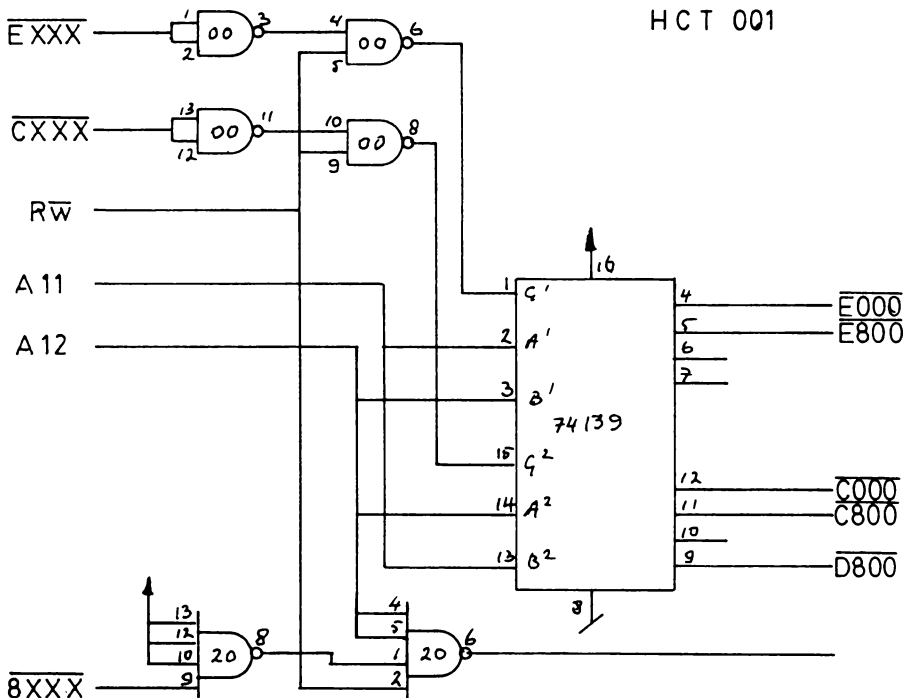 HCT 001
EXXX
1
2
00
3
4
5
00
6
CXXX
13
12
00
11
10
9
00
8
RW
A11
A12
16
1 G'
2 A'
3 B'
74139
15 G²
14 A²
13 B²
8
4 E000
5 E800
6
7
12 C000
11 C800
10
9 D800
13
12
10
9
20
8
8XXX
4
5
1
2
20
6